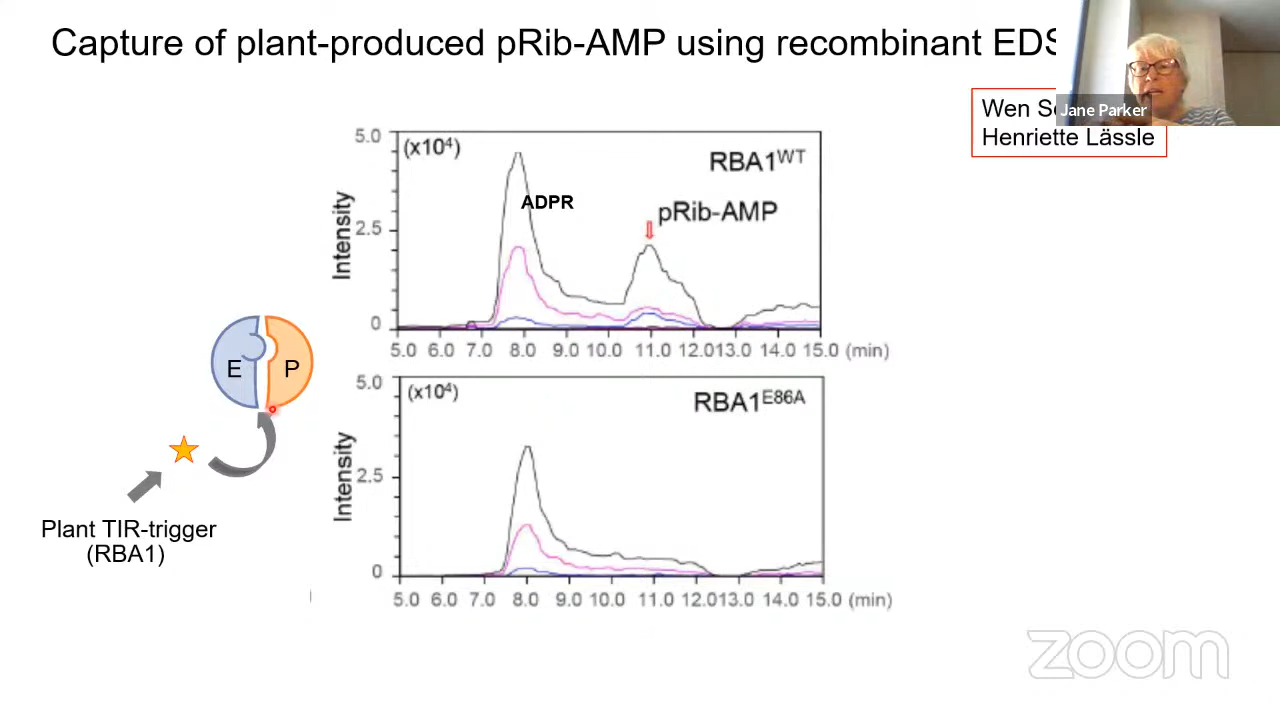 Capture of plant-produced pRib-AMP using recombinant EDS
Wen
Jane Parker
Henriette Lässle
5.0
(x10⁴)
RBA1ᵂᵀ
ADPR
pRib-AMP
Intensity
2.5
0
5.0 6.0 7.0 8.0 9.0 10.0 11.0 12.0 13.0 14.0 15.0 (min)
E P
Plant TIR-trigger
(RBA1)
5.0
(x10⁴)
RBA1ᴱ⁸⁶ᴬ
Intensity
2.5
0
5.0 6.0 7.0 8.0 9.0 10.0 11.0 12.0 13.0 14.0 15.0 (min)
zoom